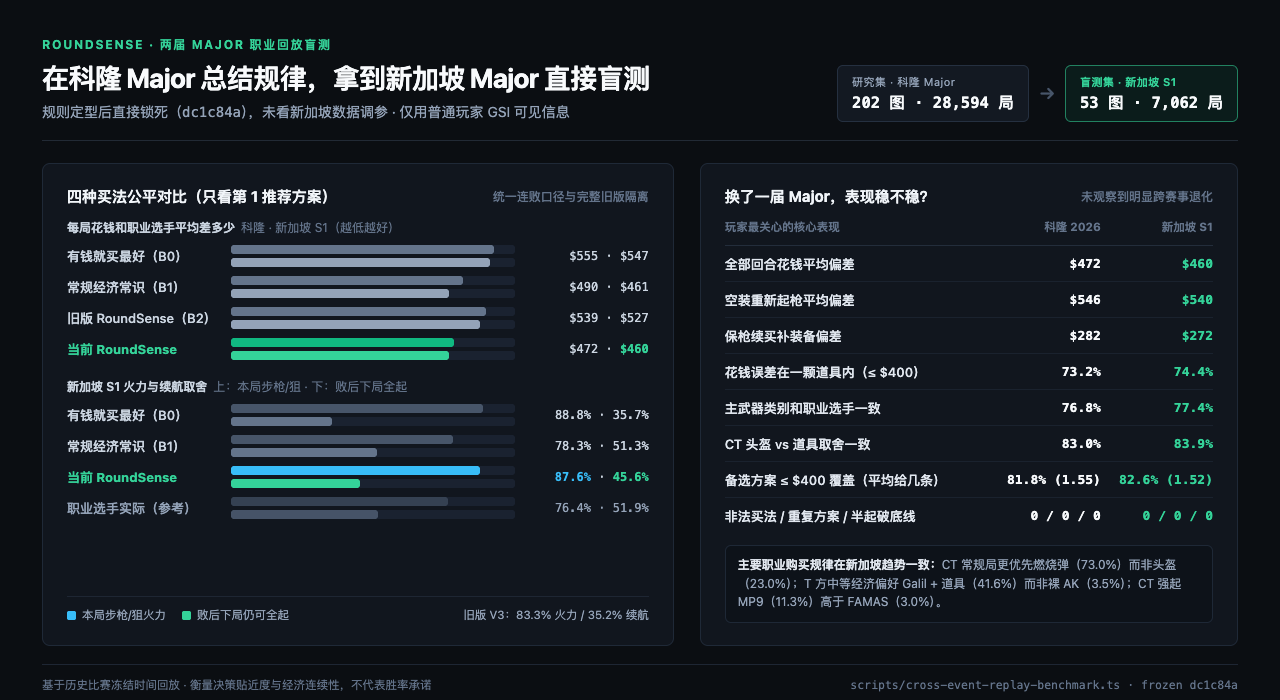 ROUNDSENSE · 两届 MAJOR 职业回放盲测
在科隆 Major 总结规律，拿到新加坡 Major 直接盲测
规则定型后直接锁死（dc1c84a），未看新加坡数据调参 · 仅用普通玩家 GSI 可见信息
研究集 · 科隆 Major
202 图 · 28,594 局
→
盲测集 · 新加坡 S1
53 图 · 7,062 局
四种买法公平对比（只看第 1 推荐方案）
统一连败口径与完整旧版隔离
每局花钱和职业选手平均差多少 科隆 · 新加坡 S1（越低越好）
有钱就买最好（B0） $555 · $547
常规经济常识（B1） $490 · $461
旧版 RoundSense（B2） $539 · $527
当前 RoundSense $472 · $460
新加坡 S1 火力与续航取舍 上：本局步枪/狙 · 下：败后下局全起
有钱就买最好（B0） 88.8% · 35.7%
常规经济常识（B1） 78.3% · 51.3%
当前 RoundSense 87.6% · 45.6%
职业选手实际（参考） 76.4% · 51.9%
本局步枪/狙火力 败后下局仍可全起 旧版 V3：83.3% 火力 / 35.2% 续航
换了一届 Major，表现稳不稳？
未观察到明显跨赛事退化
玩家最关心的核心表现 科隆 2026 新加坡 S1
全部回合花钱平均偏差 $472 $460
空装重新起枪平均偏差 $546 $540
保枪续买补装备偏差 $282 $272
花钱误差在一颗道具内（≤ $400） 73.2% 74.4%
主武器类别和职业选手一致 76.8% 77.4%
CT 头盔 vs 道具取舍一致 83.0% 83.9%
备选方案 ≤ $400 覆盖（平均给几条） 81.8% (1.55) 82.6% (1.52)
非法买法 / 重复方案 / 半起破底线 0 / 0 / 0 0 / 0 / 0
主要职业购买规律在新加坡趋势一致：CT 常规局更优先燃烧弹（73.0%）而非头盔
（23.0%）；T 方中等经济偏好 Galil + 道具（41.6%）而非裸 AK（3.5%）；CT 强起
MP9（11.3%）高于 FAMAS（3.0%）。
基于历史比赛冻结时间回放 · 衡量决策贴近度与经济连续性，不代表胜率承诺
scripts/cross-event-replay-benchmark.ts · frozen dc1c84a